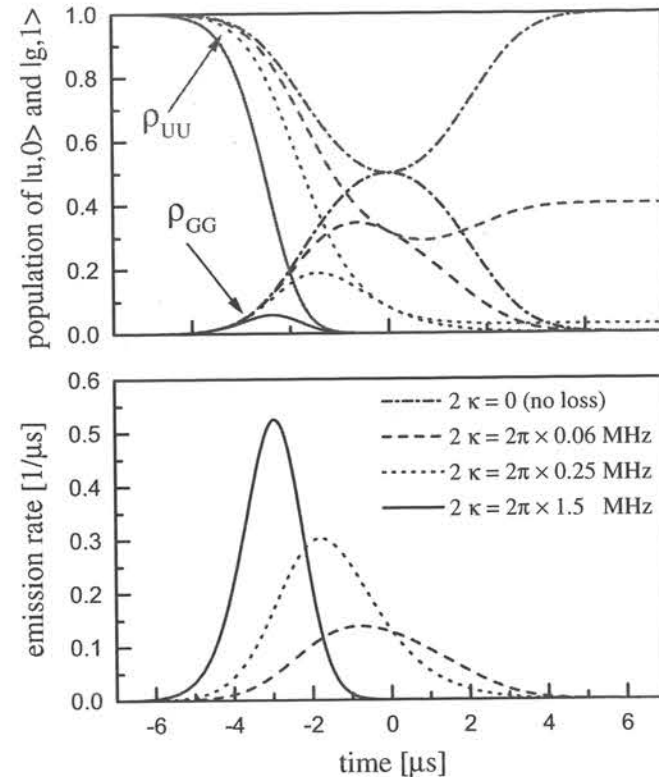 population of |u,0> and |g,1>
1.0
0.8
0.6
0.4
0.2
0.0
ρUU
ρGG
emission rate [1/μs]
0.6
0.5
0.4
0.3
0.2
0.1
0.0
2 κ = 0 (no loss)
2 κ = 2π × 0.06 MHz
2 κ = 2π × 0.25 MHz
2 κ = 2π × 1.5 MHz
-6 -4 -2 0 2 4 6
time [μs]